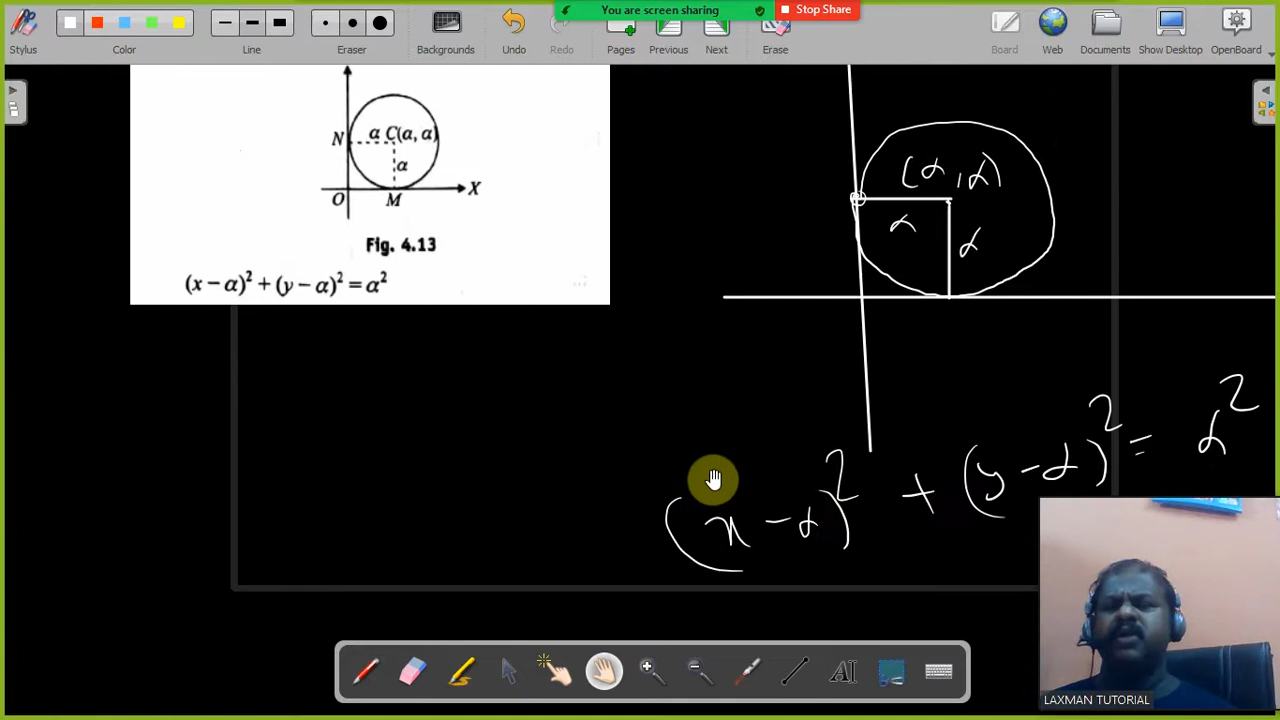 You are screen sharing
Stop Share
Stylus
Color
Line
Eraser
Backgrounds
Undo
Redo
Pages
Previous
Next
Erase
Board
Web
Documents
Show Desktop
OpenBoard
N
α C(α, α)
α
O
M
X
Fig. 4.13
(x − α)² + (y − α)² = α²
(α, α)
α
α
(x − α)² + (y − α)² = α²
AI
LAXMAN TUTORIAL